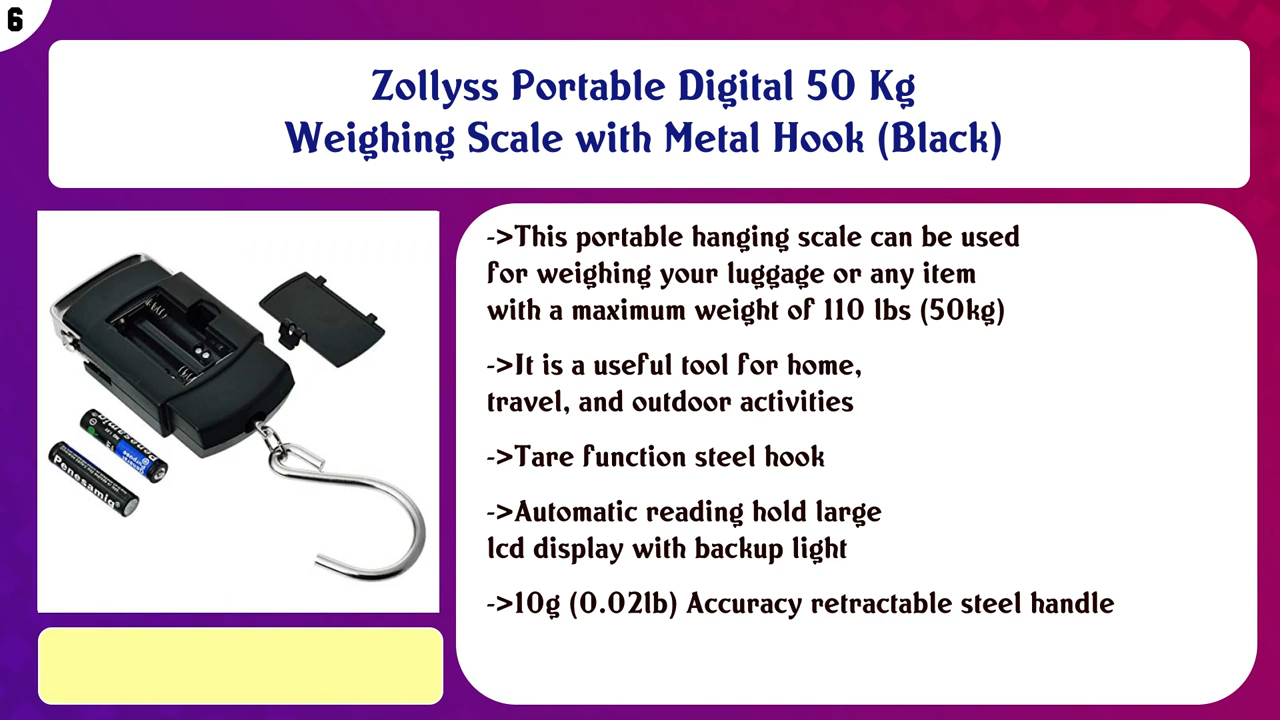 6
Zollyss Portable Digital 50 Kg
Weighing Scale with Metal Hook (Black)
->This portable hanging scale can be used
for weighing your luggage or any item
with a maximum weight of 110 lbs (50kg)
->It is a useful tool for home,
travel, and outdoor activities
->Tare function steel hook
->Automatic reading hold large
lcd display with backup light
->10g (0.02lb) Accuracy retractable steel handle
Penesamig
Penesamig